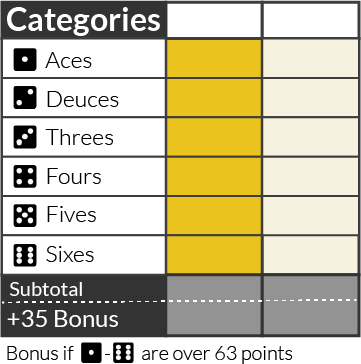 Categories
Aces
Deuces
Threes
Fours
Fives
Sixes
Subtotal
+35 Bonus
Bonus if - are over 63 points